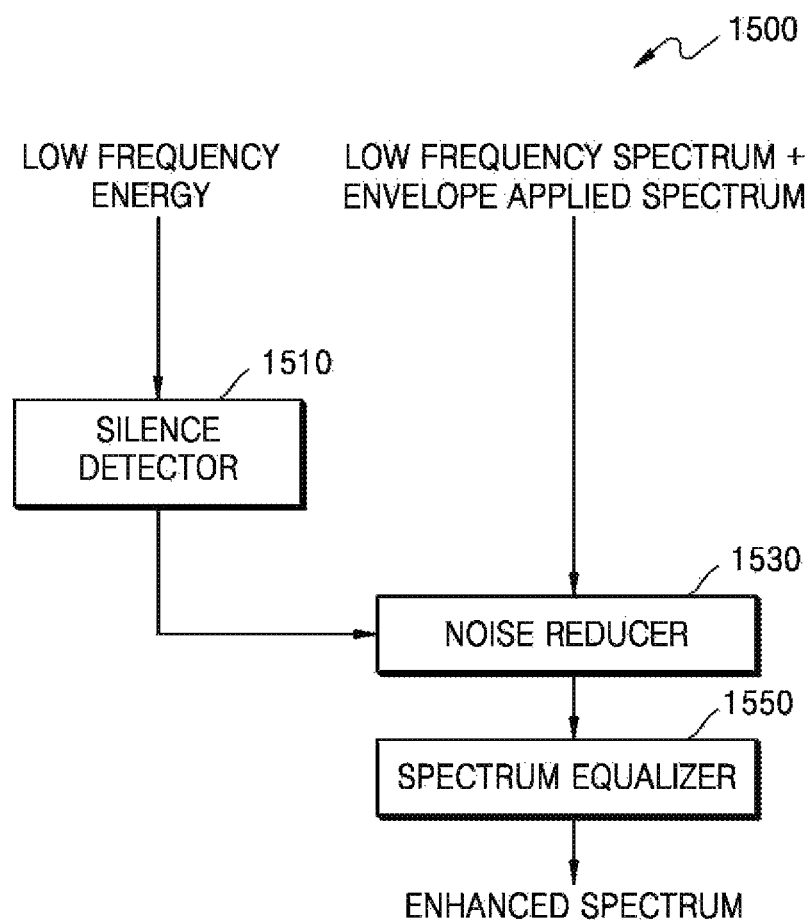 1500
LOW FREQUENCY
ENERGY
LOW FREQUENCY SPECTRUM +
ENVELOPE APPLIED SPECTRUM
1510
SILENCE
DETECTOR
1530
NOISE REDUCER
1550
SPECTRUM EQUALIZER
ENHANCED SPECTRUM